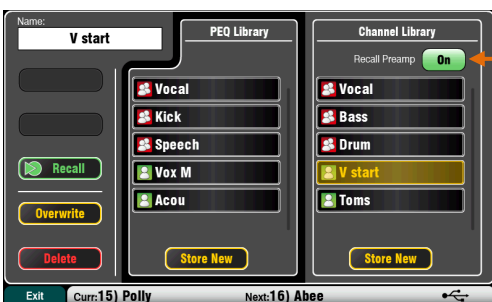 Name:
V start
PEQ Library
Channel Library
Recall Preamp On
Vocal
Kick
Speech
Vox M
Acou
Vocal
Bass
Drum
V start
Toms
Recall
Overwrite
Delete
Store New
Store New
Exit
Curr:15) Polly
Next:16) Abee